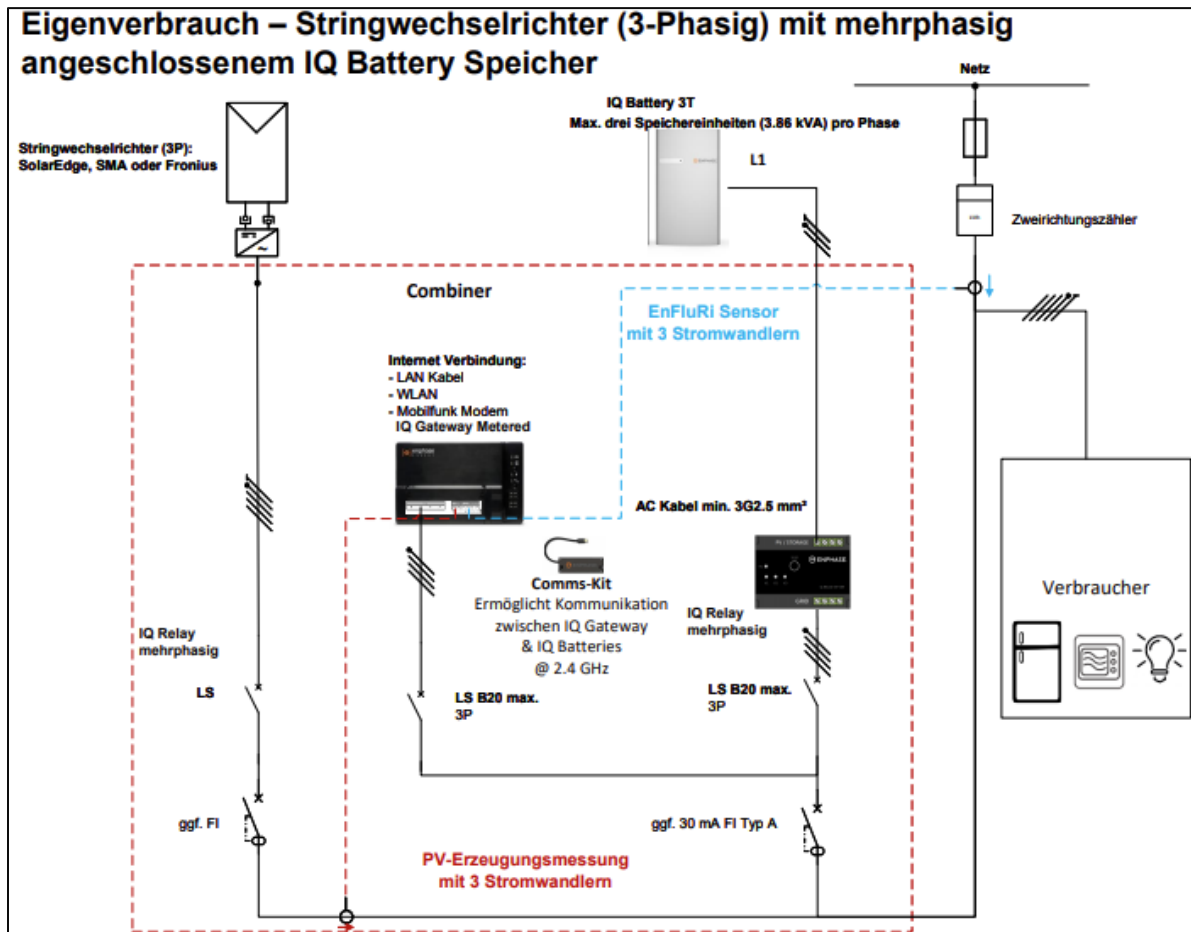 Eigenverbrauch – Stringwechselrichter (3-Phasig) mit mehrphasig
angeschlossenem IQ Battery Speicher
Netz
IQ Battery 3T
Max. drei Speichereinheiten (3.86 kVA) pro Phase
L1
Stringwechselrichter (3P):
SolarEdge, SMA oder Fronius
Zweirichtungszähler
Combiner
EnFluRi Sensor
mit 3 Stromwandlern
Internet Verbindung:
- LAN Kabel
- WLAN
- Mobilfunk Modem
IQ Gateway Metered
AC Kabel min. 3G2.5 mm²
PV / STORAGE
ENPHASE
GRID
Comms-Kit
Ermöglicht Kommunikation
zwischen IQ Gateway
& IQ Batteries
@ 2.4 GHz
IQ Relay
mehrphasig
IQ Relay
mehrphasig
Verbraucher
LS
LS B20 max.
3P
LS B20 max.
3P
ggf. FI
ggf. 30 mA FI Typ A
PV-Erzeugungsmessung
mit 3 Stromwandlern